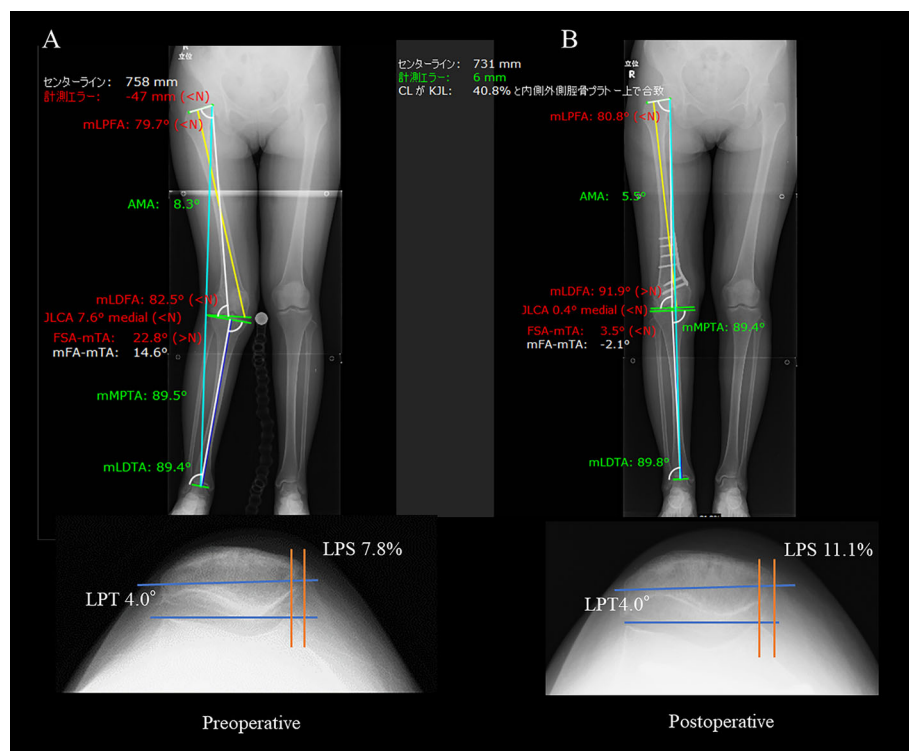 A
R
立位
センターライン: 758 mm
計測エラー: -47 mm (<N)
mLPFA: 79.7° (<N)
AMA: 8.3°
mLDFA: 82.5° (<N)
JLCA 7.6° medial (<N)
FSA-mTA: 22.8° (>N)
mFA-mTA: 14.6°
mMPTA: 89.5°
mLDTA: 89.4°
LPS 7.8%
LPT 4.0°
Preoperative
B
立位
R
センターライン: 731 mm
計測エラー: 6 mm
CLが KJL: 40.8% と内側外側脛骨プラトー上で合致
mLPFA: 80.8° (<N)
AMA: 5.5°
mLDFA: 91.9° (>N)
JLCA 0.4° medial (<N)
mMPTA: 89.4°
FSA-mTA: 3.5° (<N)
mFA-mTA: -2.1°
mLDTA: 89.8°
LPS 11.1%
LPT4.0°
Postoperative